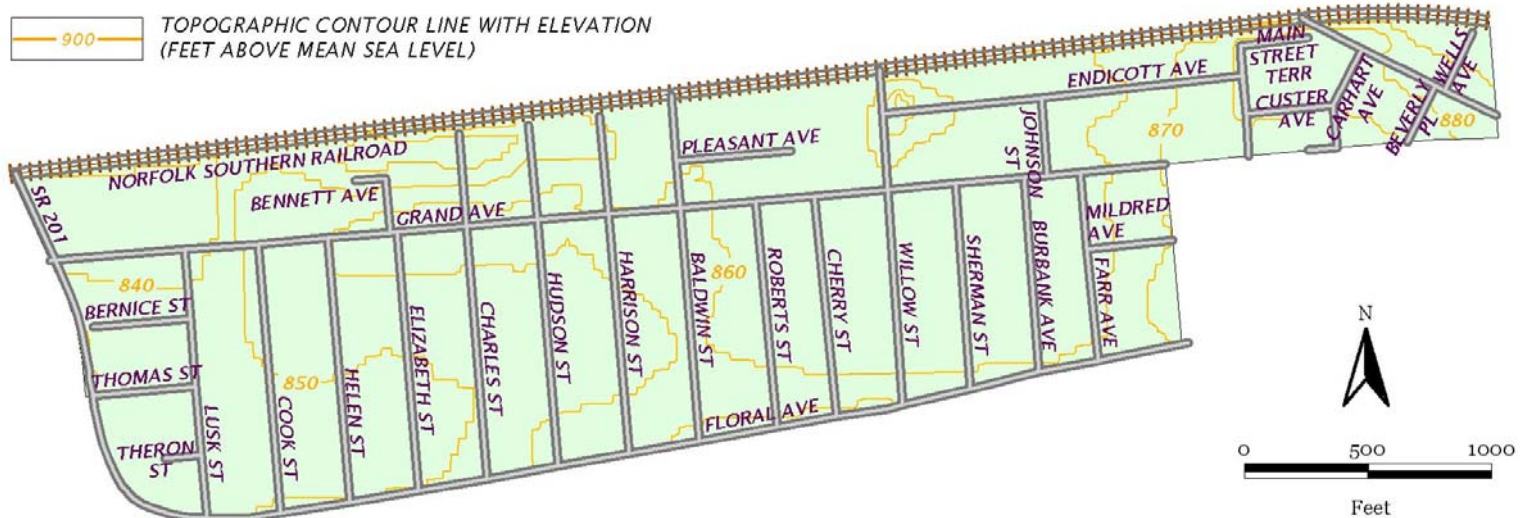 900
TOPOGRAPHIC CONTOUR LINE WITH ELEVATION
(FEET ABOVE MEAN SEA LEVEL)
NORFOLK SOUTHERN RAILROAD
SR 201
BENNETT AVE
GRAND AVE
PLEASANT AVE
ENDICOTT AVE
JOHNSON
ST
MAIN
STREET
TERR
CUSTER
AVE
CARHART
AVE
BEVERLY
PL
WELLS
AVE
880
870
MILDRED
AVE
840
860
850
BERNICE ST
THOMAS ST
THERON
ST
LUSK ST
COOK ST
HELEN ST
ELIZABETH ST
CHARLES ST
HUDSON ST
HARRISON ST
BALDWIN ST
ROBERTS ST
CHERRY ST
WILLOW ST
SHERMAN ST
BURBANK AVE
FARR AVE
FLORAL AVE
N
0 500 1000
Feet